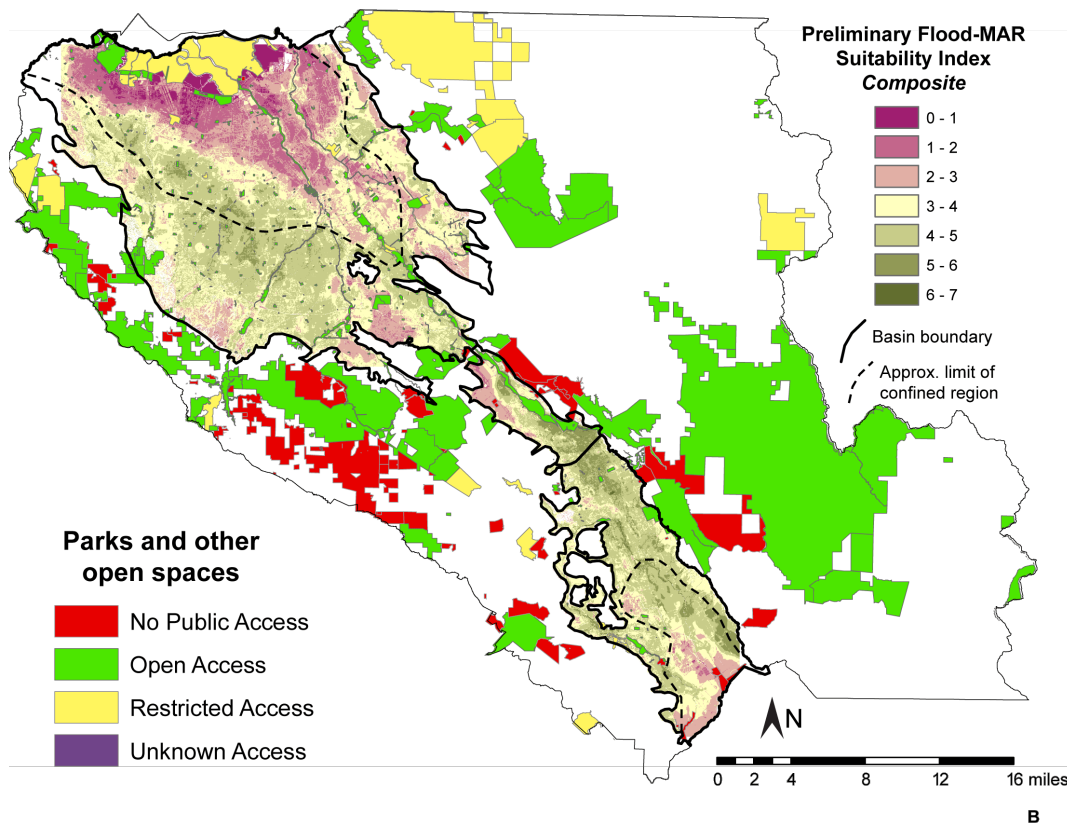 Preliminary Flood-MAR
Suitability Index
Composite
0 - 1
1 - 2
2 - 3
3 - 4
4 - 5
5 - 6
6 - 7
Basin boundary
Approx. limit of
confined region
Parks and other
open spaces
No Public Access
Open Access
Restricted Access
Unknown Access
N
0 2 4 8 12 16 miles
B